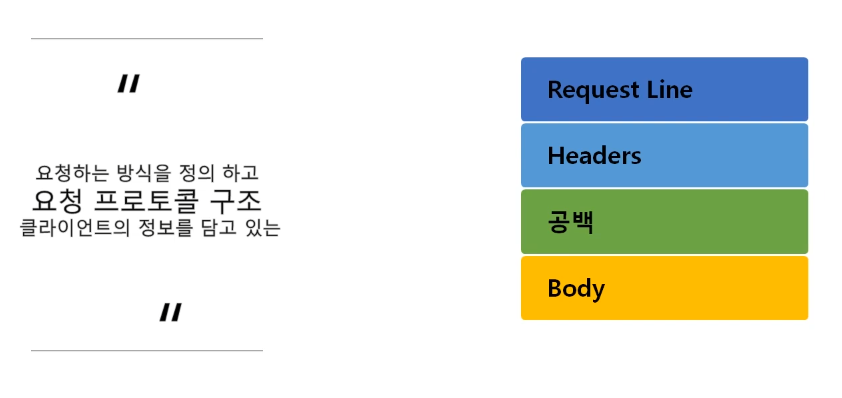 "
요청하는 방식을 정의 하고
요청 프로토콜 구조
클라이언트의 정보를 담고 있는
"
Request Line
Headers
공백
Body